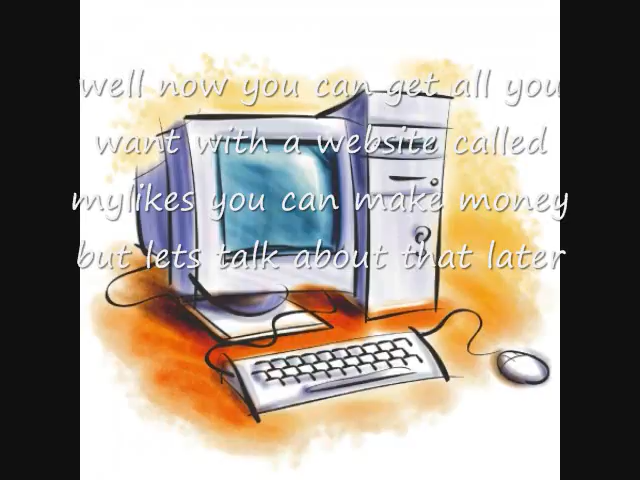 well now you can get all you
want with a website called
mylikes you can make money
but lets talk about that later